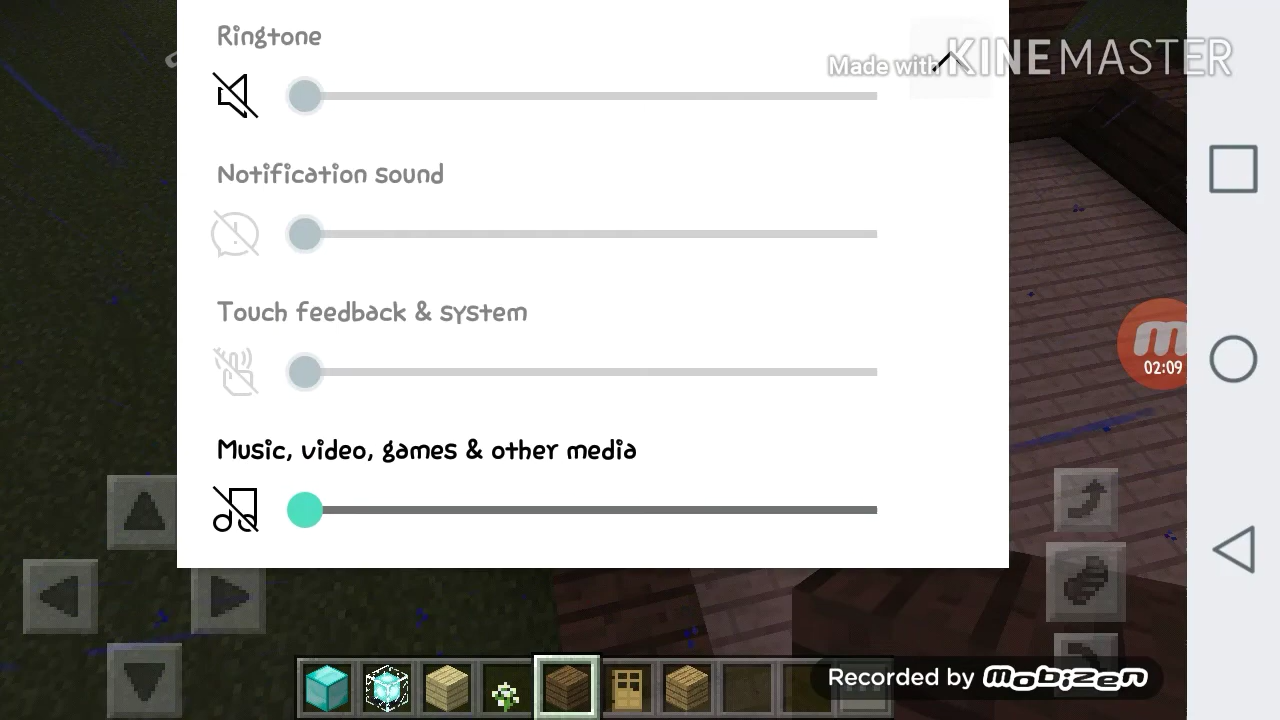 Ringtone
Made with KINEMASTER
Notification sound
Touch feedback & system
02:09
Music, video, games & other media
Recorded by mobizen